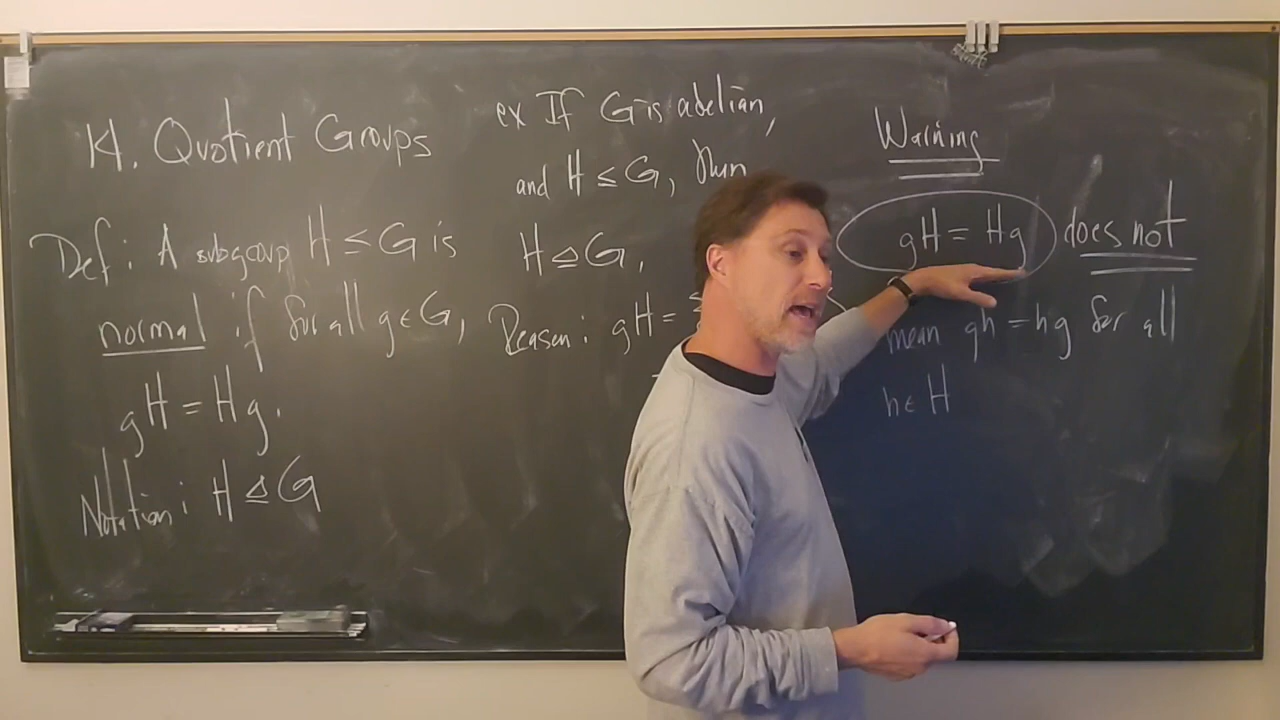 14. Quotient Groups
Def: A subgroup H ≤ G is
normal if for all g ∈ G,
gH = Hg.
Notation: H ⊴ G
ex If G is abelian,
and H ≤ G, then
H ⊴ G.
Reason: gH = {
Warning
gH = Hg does not
mean gh = hg for all
h ∈ H